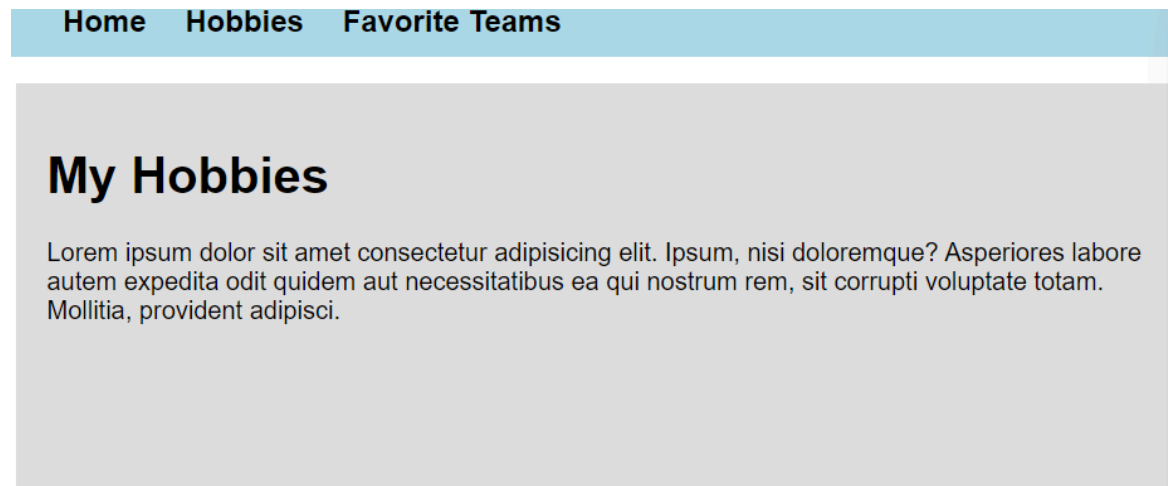 Home Hobbies Favorite Teams
My Hobbies
Lorem ipsum dolor sit amet consectetur adipisicing elit. Ipsum, nisi doloremque? Asperiores labore
autem expedita odit quidem aut necessitatibus ea qui nostrum rem, sit corrupti voluptate totam.
Mollitia, provident adipisci.